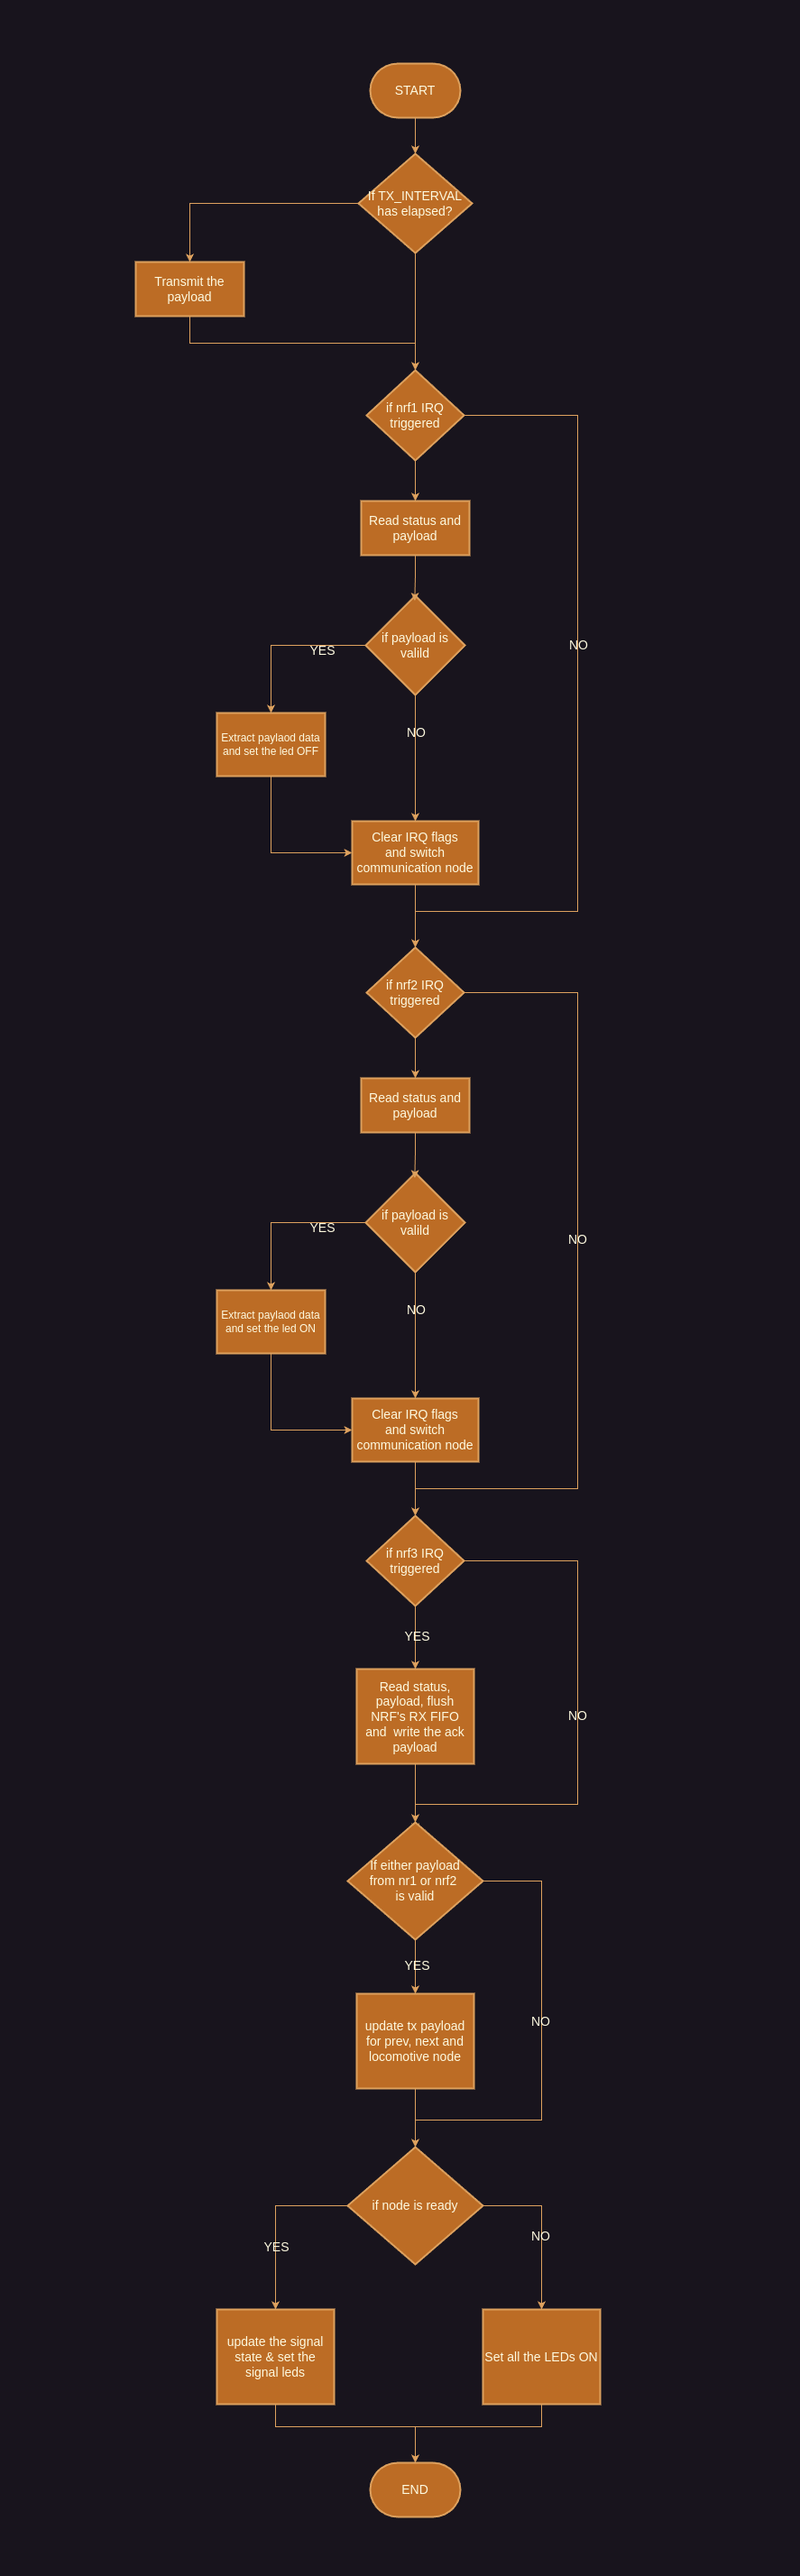 START
If TX_INTERVAL
has elapsed?
Transmit the
payload
if nrf1 IRQ
triggered
Read status and
payload
if payload is
valild
YES
NO
NO
Extract paylaod data
and set the led OFF
Clear IRQ flags
and switch
communication node
if nrf2 IRQ
triggered
Read status and
payload
if payload is
valild
YES
NO
NO
Extract paylaod data
and set the led ON
Clear IRQ flags
and switch
communication node
if nrf3 IRQ
triggered
YES
Read status,
payload, flush
NRF's RX FIFO
and write the ack
payload
NO
If either payload
from nr1 or nrf2
is valid
YES
NO
update tx payload
for prev, next and
locomotive node
if node is ready
YES
NO
update the signal
state & set the
signal leds
Set all the LEDs ON
END